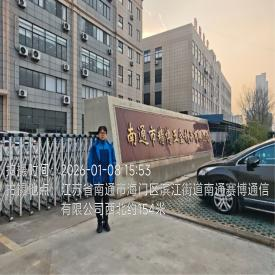 南通市
拍摄时间：2026-01-08 15:53
拍摄地点：江苏省南通市海门区滨江街道南通赛博通信
有限公司西北约154米